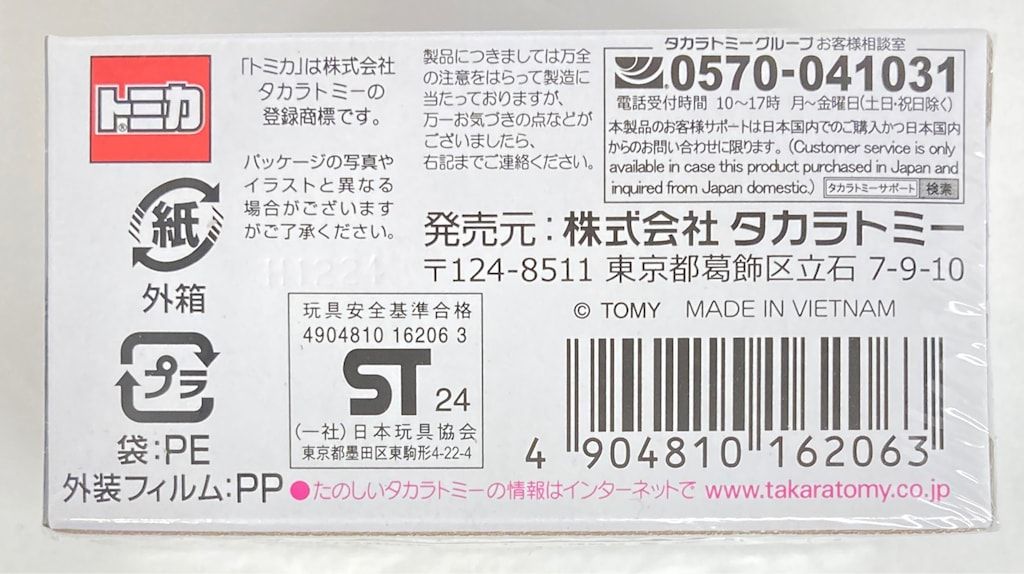 トミカ
®
「トミカ」は株式会社
タカラトミーの
登録商標です。
パッケージの写真や
イラストと異なる
場合がございます
がご了承ください。
製品につきましては万全
の注意をはらって製造に
当たっておりますが、
万一お気づきの点などが
ございましたら、
右記までご連絡ください。
タカラトミーグループ お客様相談室
0570-041031
電話受付時間 10〜17時 月〜金曜日(土日・祝日除く)
本製品のお客様サポートは日本国内でのご購入かつ日本国内
からのお問い合わせに限ります。(Customer service is only
available in case this product purchased in Japan and
inquired from Japan domestic.) タカラトミーサポート 検索
発売元:株式会社 タカラトミー
〒124-8511 東京都葛飾区立石 7-9-10
© TOMY MADE IN VIETNAM
紙
外箱
プラ
袋:PE
外装フィルム:PP
H1224
玩具安全基準合格
4904810 16206 3
ST 24
(一社)日本玩具協会
東京都墨田区東駒形4-22-4
4 904810 162063
●たのしいタカラトミーの情報はインターネットで www.takaratomy.co.jp